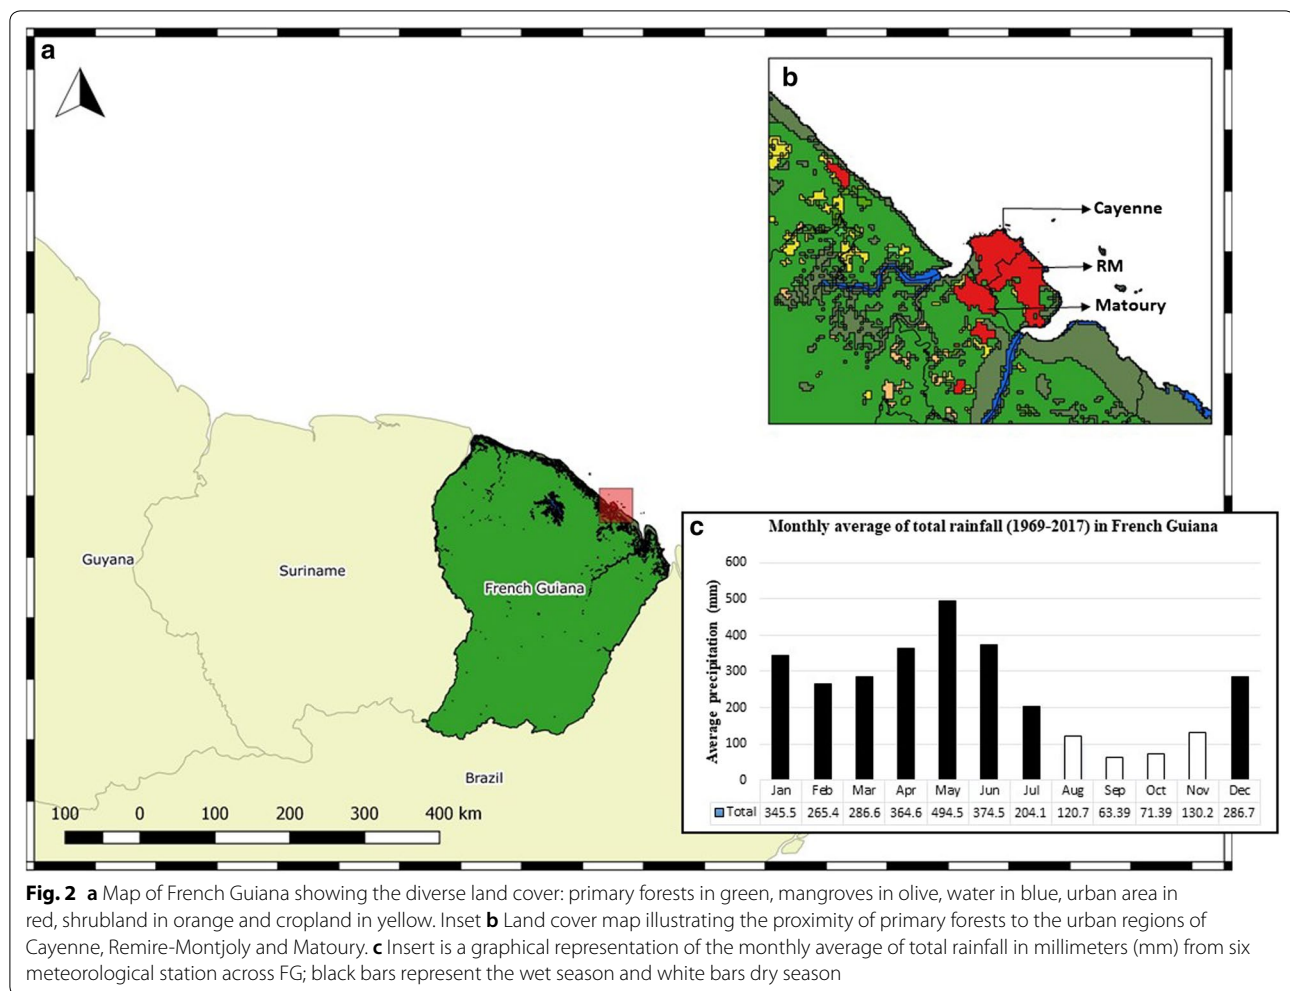 a
b
Cayenne
RM
Matoury
Guyana
Suriname
French Guiana
Brazil
100 0 100 200 300 400 km
c
Monthly average of total rainfall (1969-2017) in French Guiana
Average precipitation (mm)
600
500
400
300
200
100
0
Jan Feb Mar Apr May Jun Jul Aug Sep Oct Nov Dec
Total 345.5 265.4 286.6 364.6 494.5 374.5 204.1 120.7 63.39 71.39 130.2 286.7
Fig. 2 a Map of French Guiana showing the diverse land cover: primary forests in green, mangroves in olive, water in blue, urban area in
red, shrubland in orange and cropland in yellow. Inset b Land cover map illustrating the proximity of primary forests to the urban regions of
Cayenne, Remire-Montjoly and Matoury. c Insert is a graphical representation of the monthly average of total rainfall in millimeters (mm) from six
meteorological station across FG; black bars represent the wet season and white bars dry season